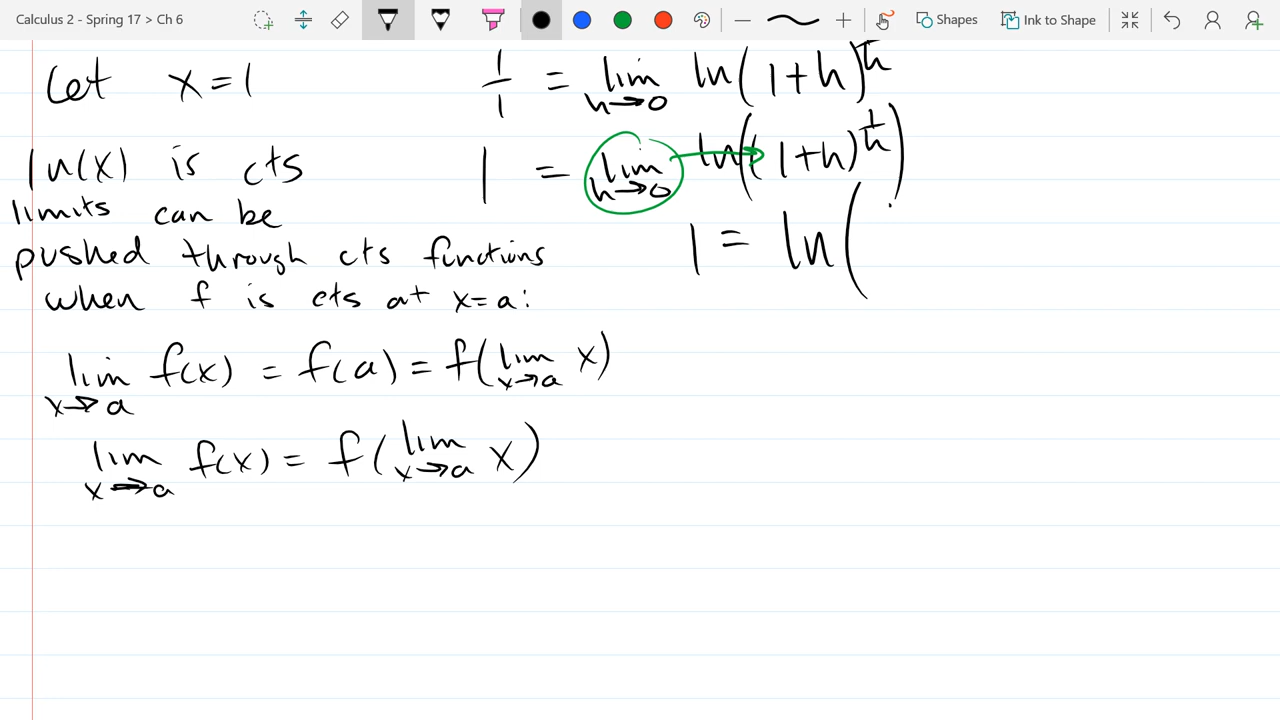 Calculus 2 - Spring 17 > Ch 6
Shapes
Ink to Shape
Let x=1
1/1 = lim h→0 ln(1+h)^(1/h)
ln(x) is cts
1 = lim h→0 ln((1+h)^(1/h))
limits can be
1 = ln(
pushed through cts functions
when f is cts at x=a:
lim x→a f(x) = f(a) = f(lim x→a x)
lim x→a f(x) = f(lim x→a x)